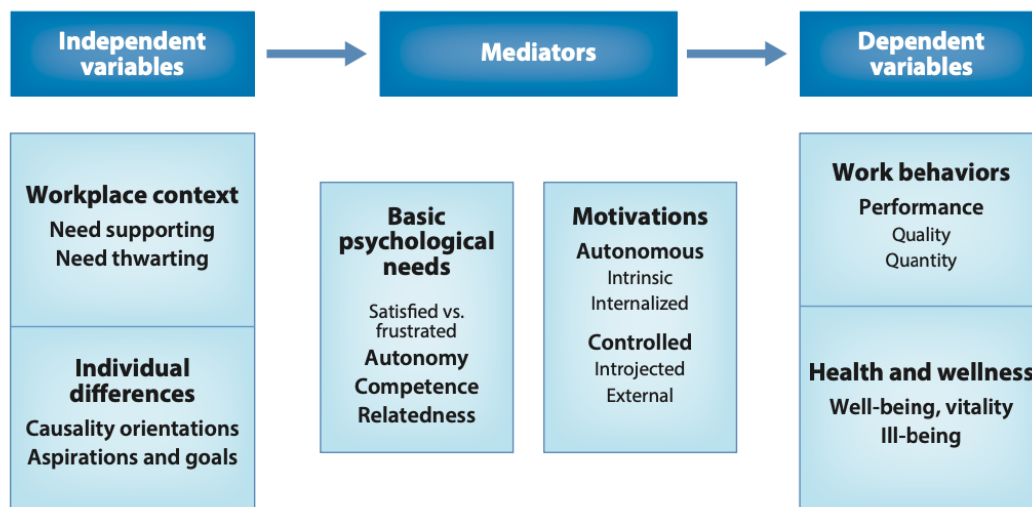 Independent
variables
Mediators
Dependent
variables
Workplace context
Need supporting
Need thwarting
Individual
differences
Causality orientations
Aspirations and goals
Basic
psychological
needs
Satisfied vs.
frustrated
Autonomy
Competence
Relatedness
Motivations
Autonomous
Intrinsic
Internalized
Controlled
Introjected
External
Work behaviors
Performance
Quality
Quantity
Health and wellness
Well-being, vitality
Ill-being